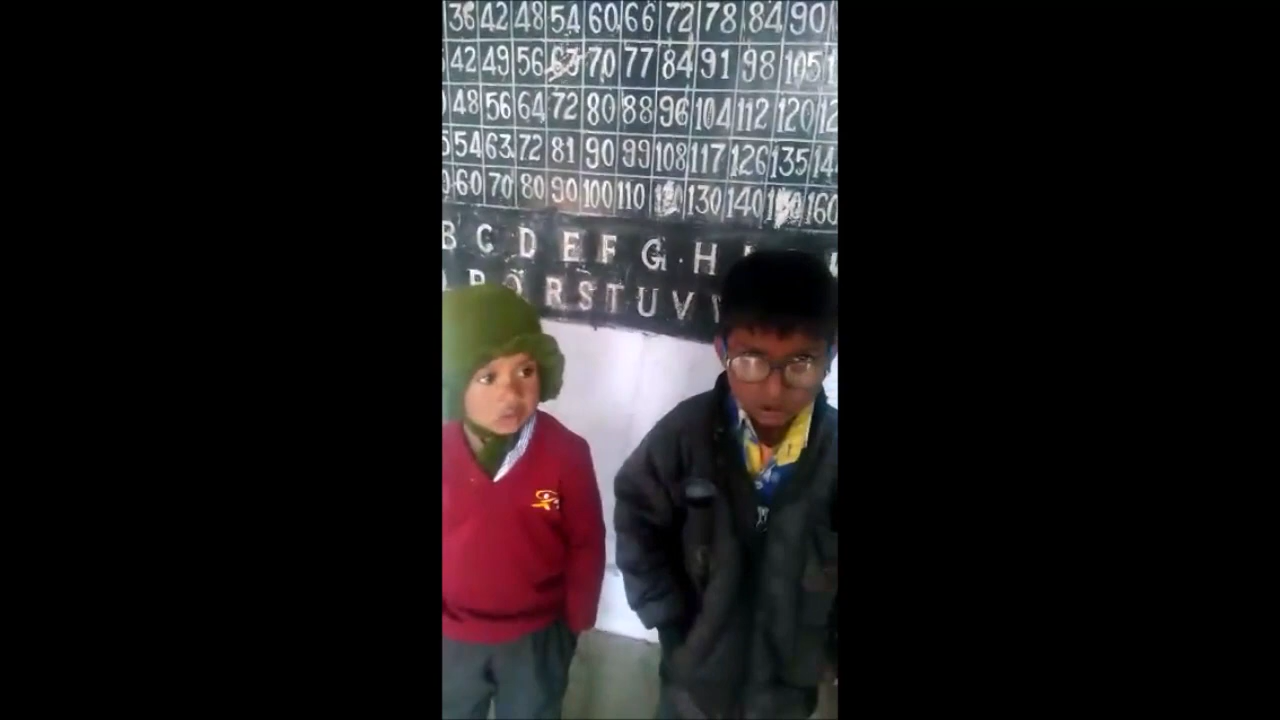 36 42 48 54 60 66 72 78 84 90
42 49 56 63 70 77 84 91 98 105
48 56 64 72 80 88 96 104 112 120
54 63 72 81 90 99 108 117 126 135
60 70 80 90 100 110 130 140 160
B C D E F G H
R S T U V